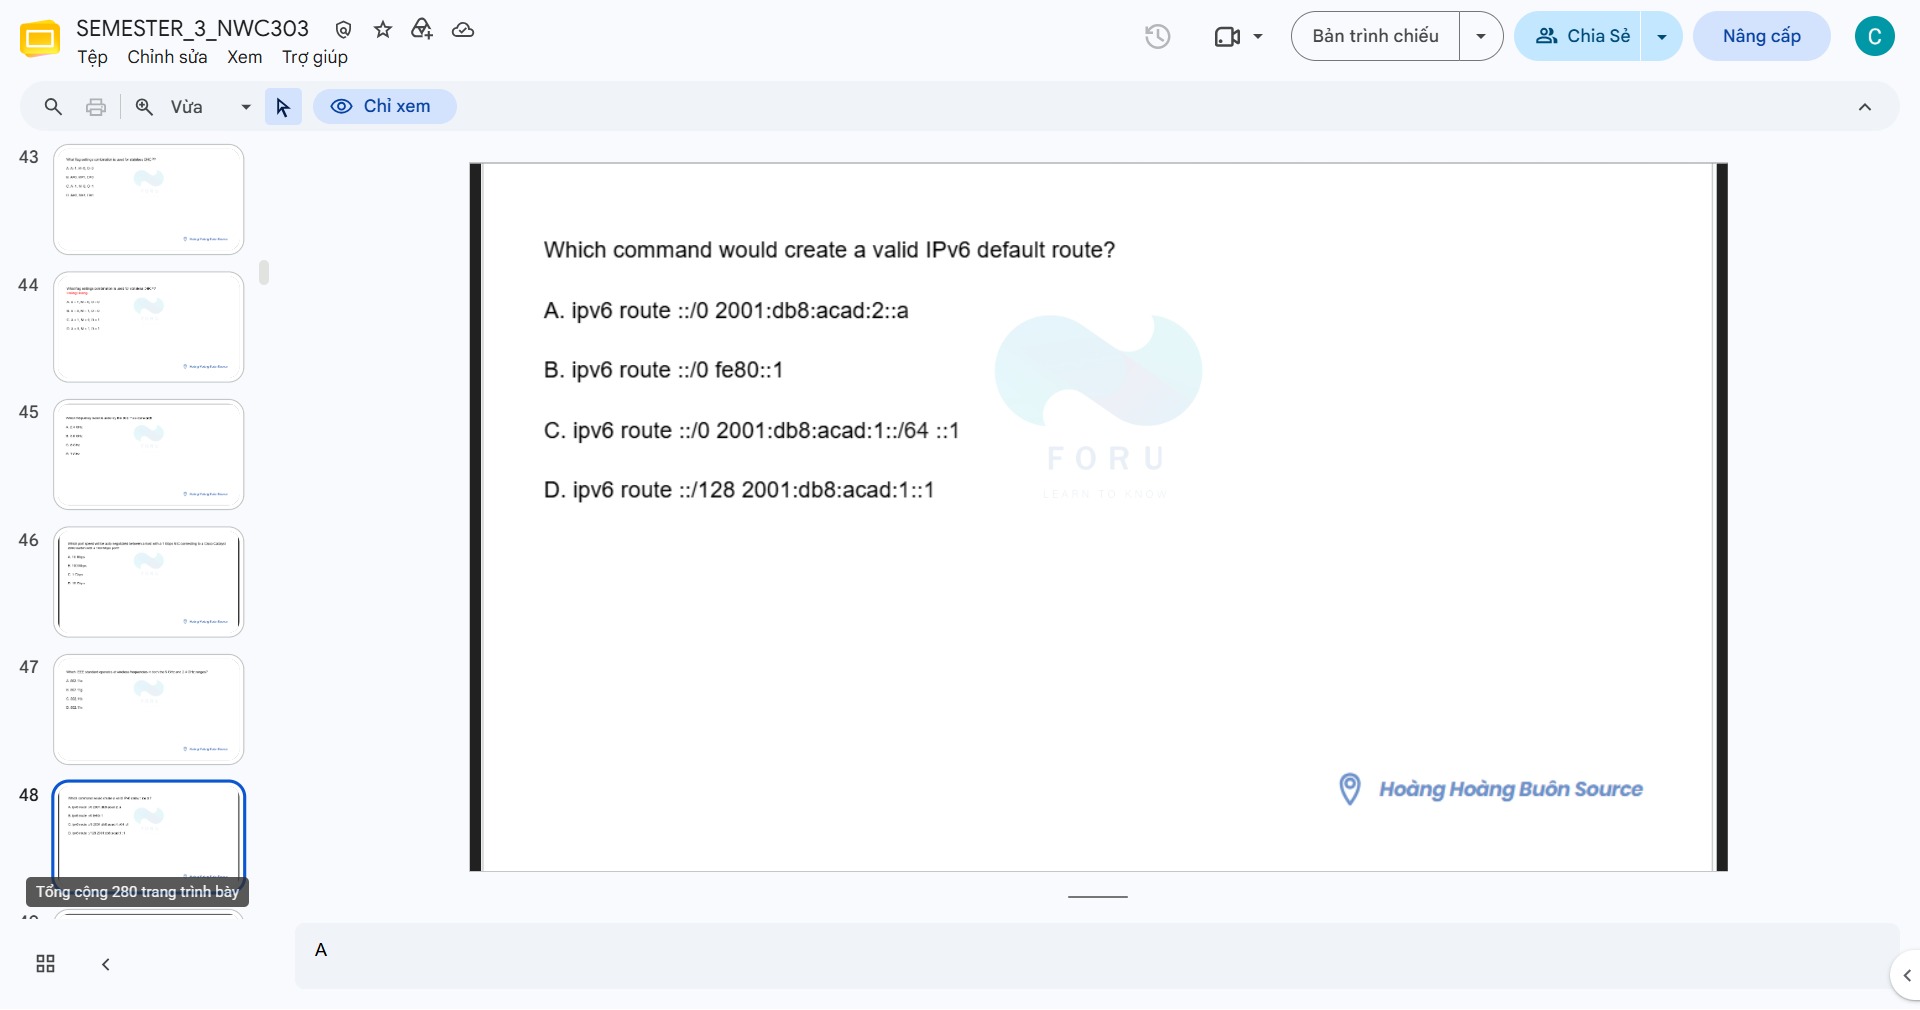 SEMESTER_3_NWC303
Tệp Chỉnh sửa Xem Trợ giúp
Bản trình chiếu
Chia Sẻ
Nâng cấp
C
Vừa
Chỉ xem
43
44
45
46
47
48
Tổng cộng 280 trang trình bày
Which command would create a valid IPv6 default route?
A. ipv6 route ::/0 2001:db8:acad:2::a
B. ipv6 route ::/0 fe80::1
C. ipv6 route ::/0 2001:db8:acad:1::/64 ::1
D. ipv6 route ::/128 2001:db8:acad:1::1
FORU
LEARN TO KNOW
Hoàng Hoàng Buôn Source
A